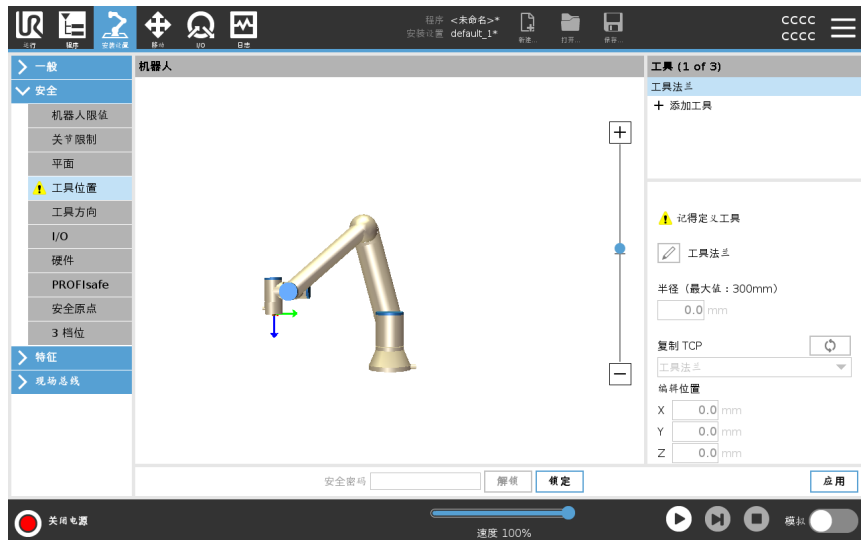 程序 <未命名>*
安装设置 default_1*
新建...
打开...
保存...
cccc
cccc
UR
运行
程序
安装设置
移动
I/O
日志
一般
安全
机器人限值
关节限制
平面
工具位置
工具方向
I/O
硬件
PROFIsafe
安全原点
3 档位
特征
现场总线
机器人
工具 (1 of 3)
工具法兰
添加工具
记得定义工具
工具法兰
半径 (最大值：300mm)
0.0 mm
复制 TCP
工具法兰
编辑位置
X 0.0 mm
Y 0.0 mm
Z 0.0 mm
安全密码
解锁
锁定
应用
关闭电源
速度 100%
模拟